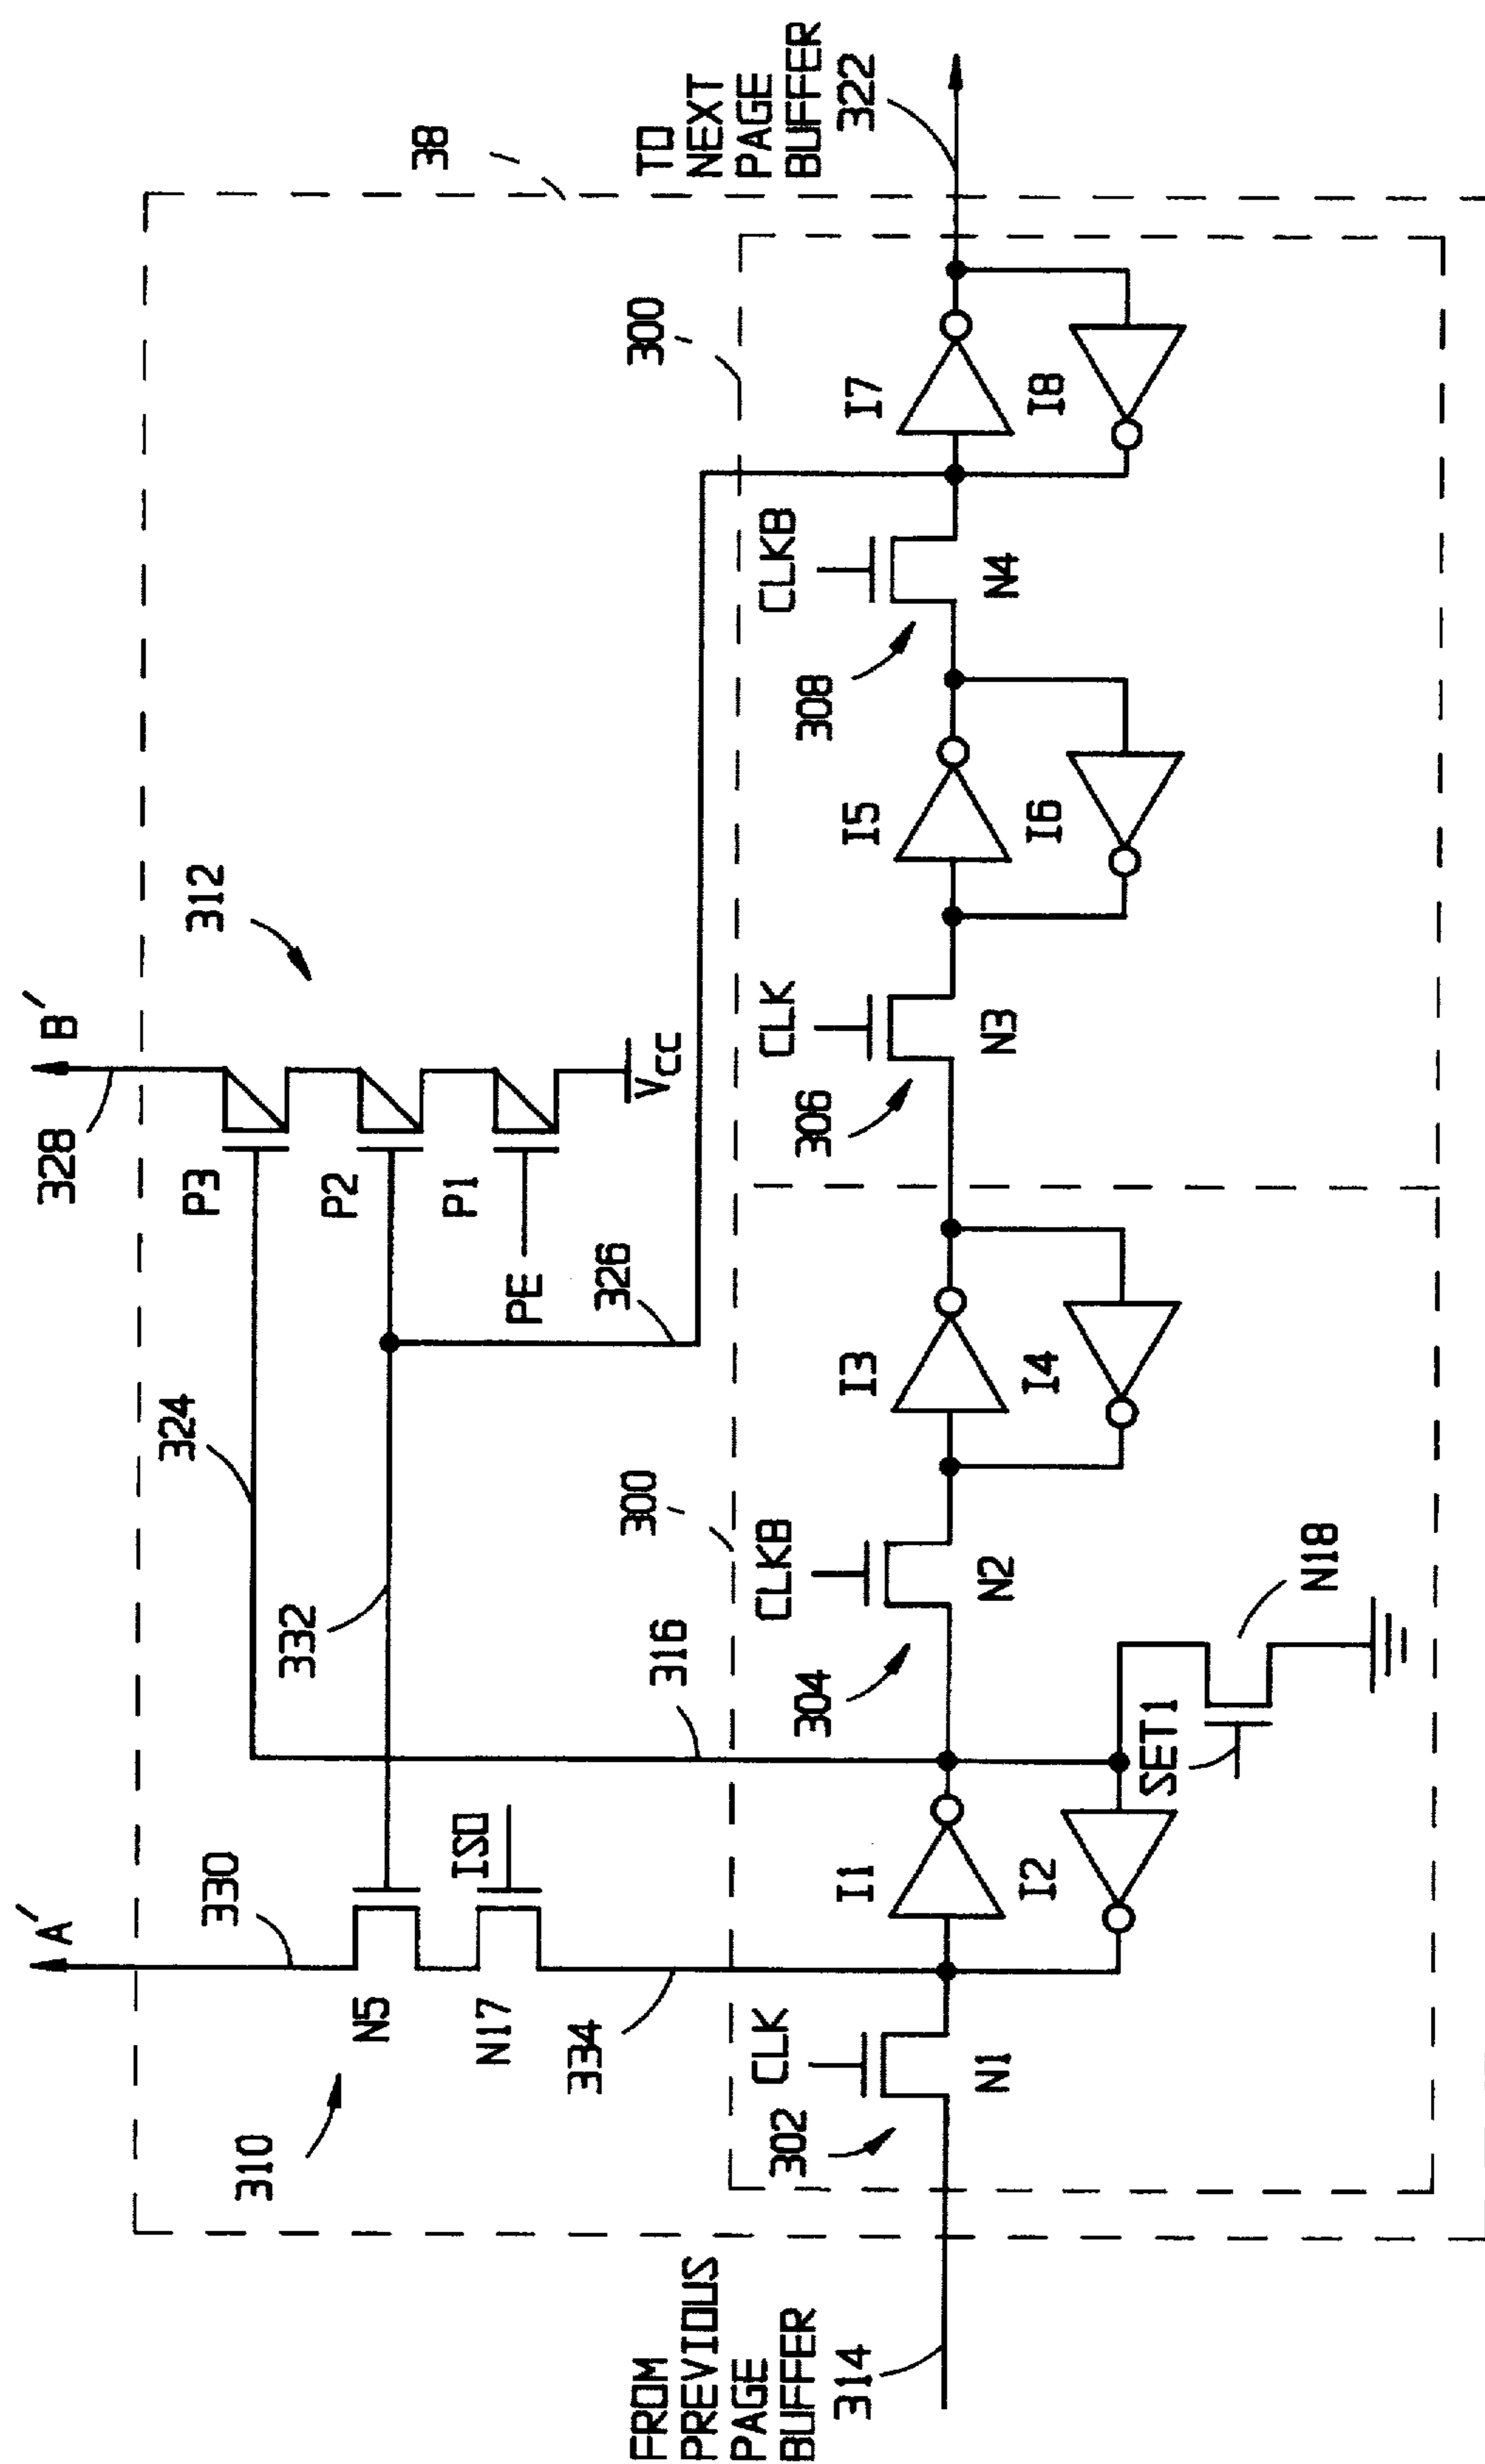 A′
B′
330
328
310
N5
N17
ISO
332
324
P3
P2
P1
PE
VCC
312
334
316
326
38
300
300
FROM
PREVIOUS
PAGE
BUFFER
314
302
CLK
N1
I1
I2
304
CLKB
N2
SET1
N18
I3
I4
306
CLK
N3
I5
I6
308
CLKB
N4
I7
I8
TO
NEXT
PAGE
BUFFER
322